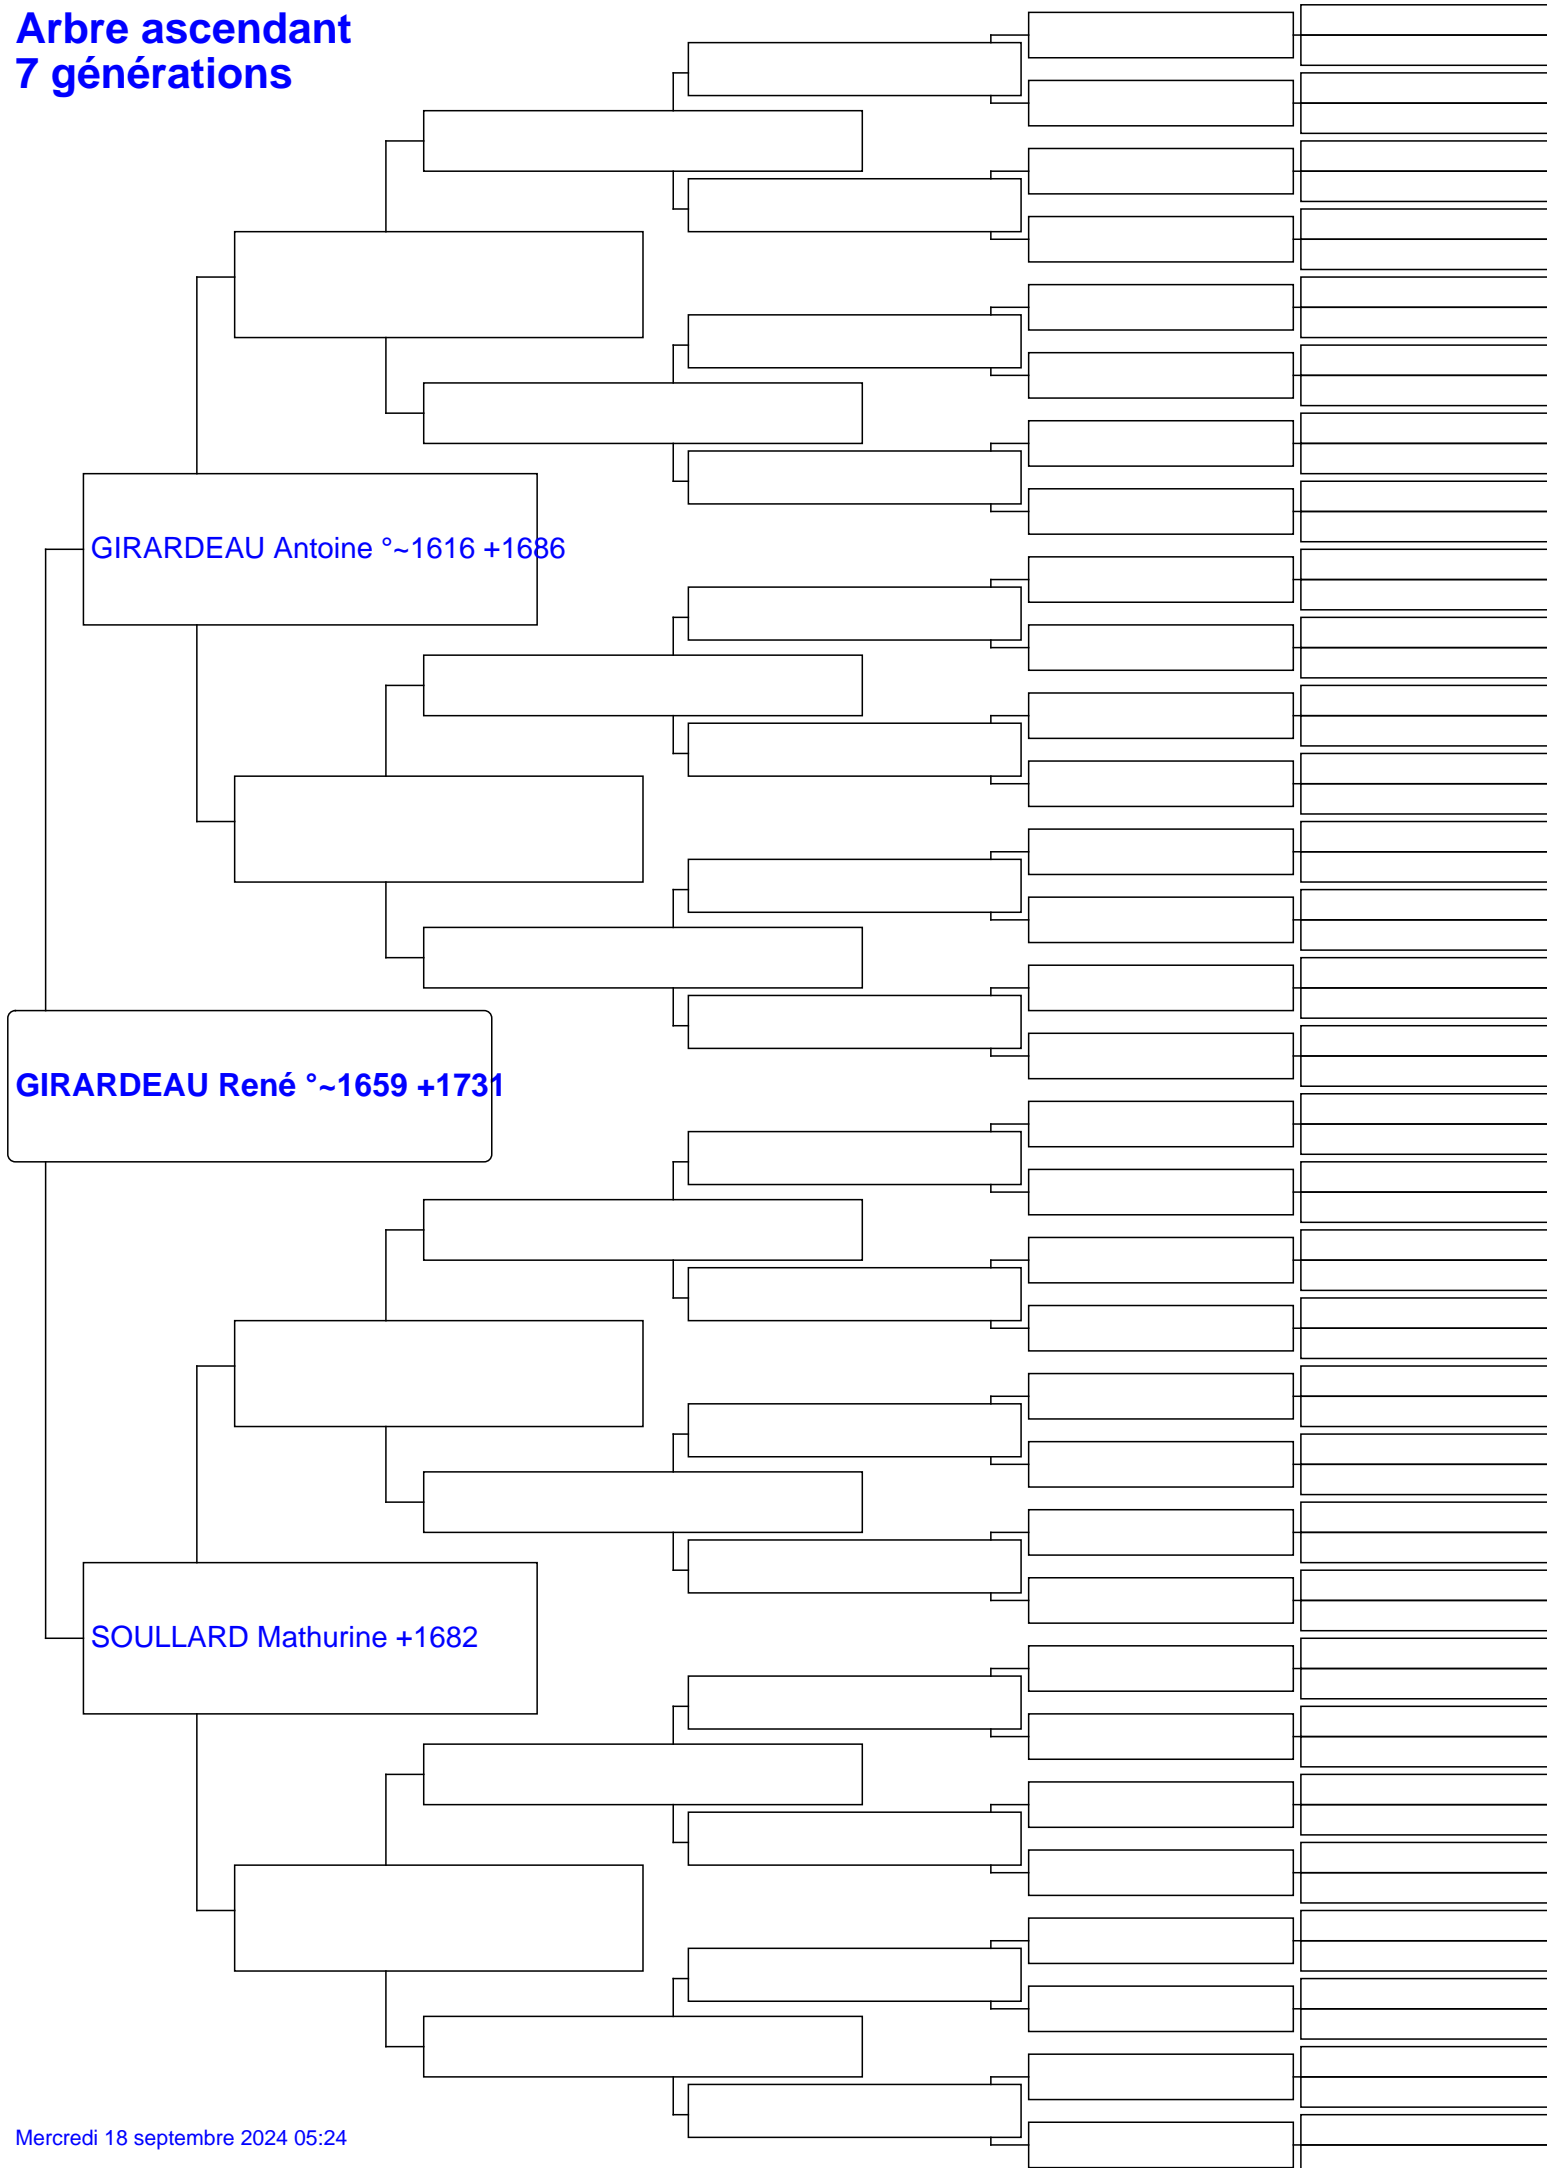 Arbre ascendant
7 générations
GIRARDEAU Antoine °~1616 +1686
GIRARDEAU René °~1659 +1731
SOULLARD Mathurine +1682
Mercredi 18 septembre 2024 05:24